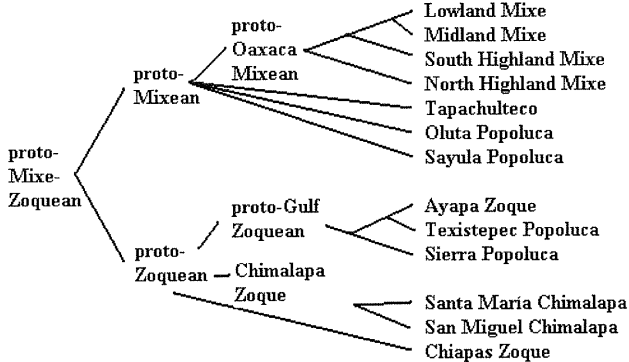 proto-
Mixe-
Zoquean
proto-
Mixean
proto-
Oaxaca
Mixean
Lowland Mixe
Midland Mixe
South Highland Mixe
North Highland Mixe
Tapachulteco
Oluta Popoluca
Sayula Popoluca
proto-
Zoquean
proto-Gulf
Zoquean
Ayapa Zoque
Texistepec Popoluca
Sierra Popoluca
Chimalapa
Zoque
Santa María Chimalapa
San Miguel Chimalapa
Chiapas Zoque